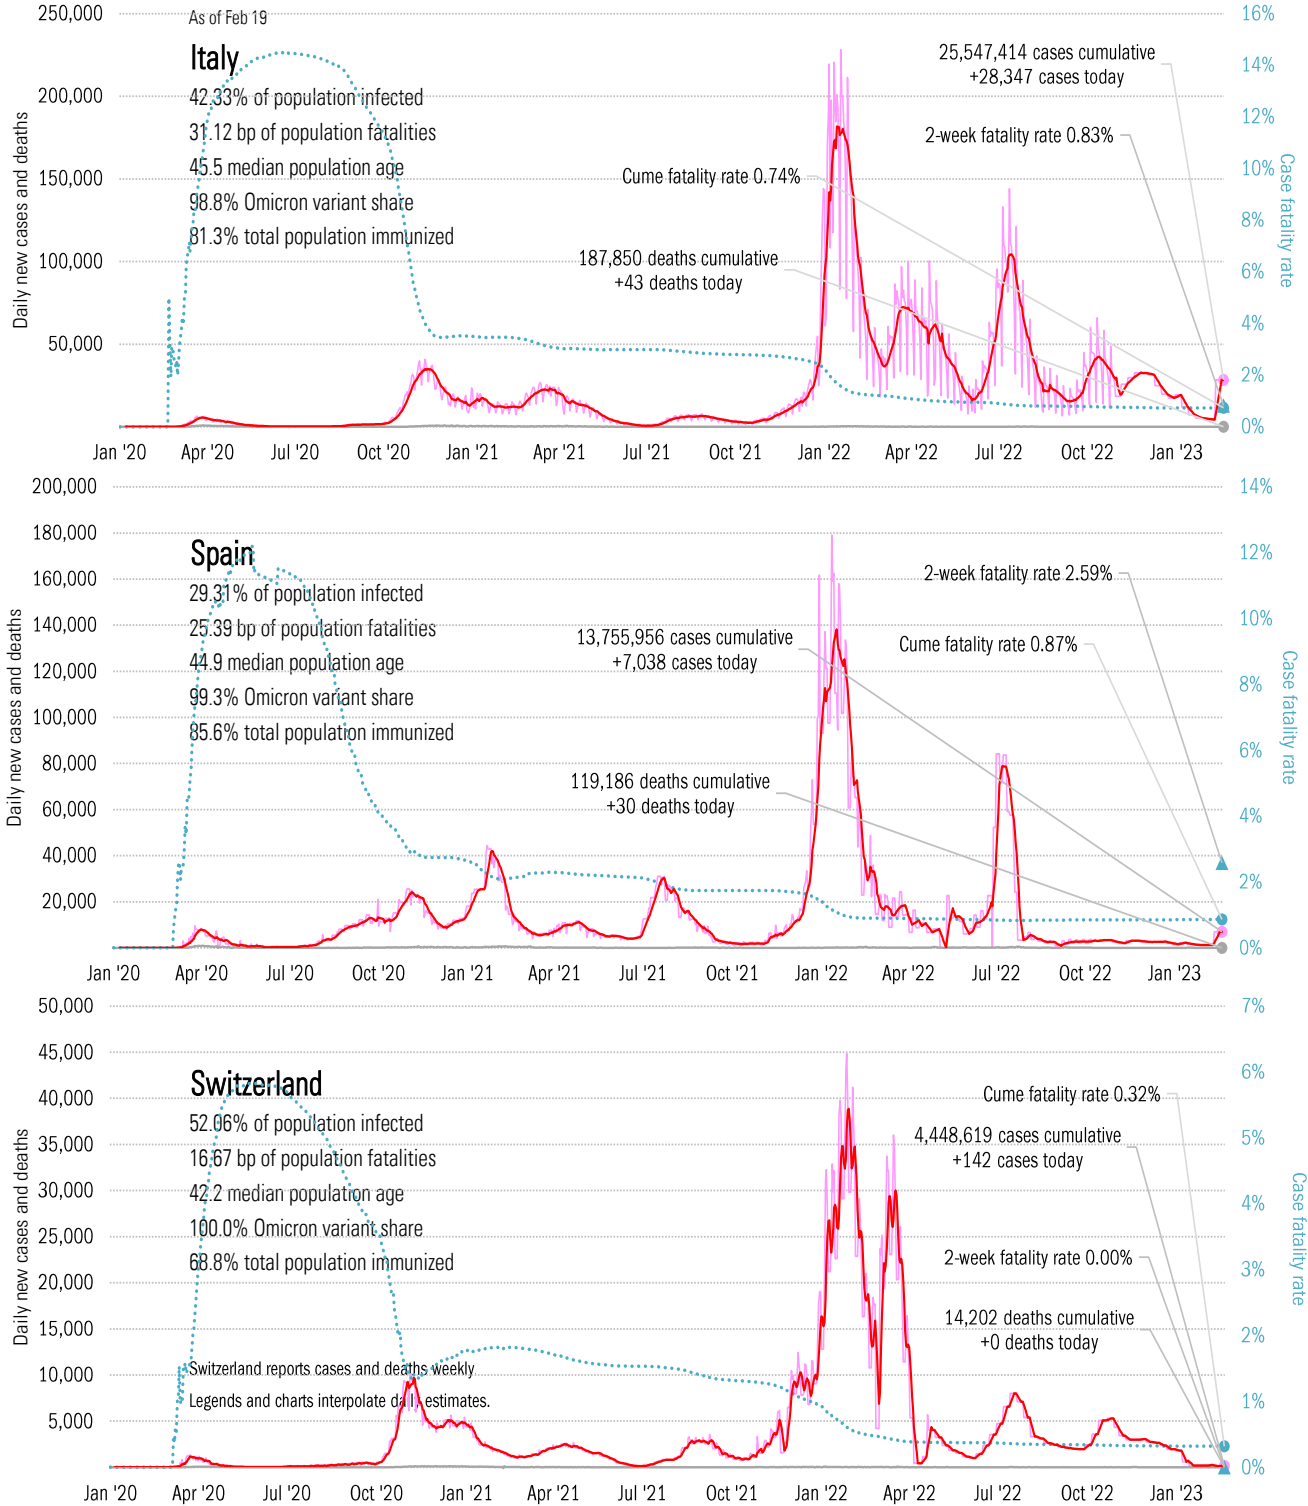 As of Feb 19
Italy
42.33% of population infected
31.12 bp of population fatalities
45.5 median population age
98.8% Omicron variant share
81.3% total population immunized
25,547,414 cases cumulative
+28,347 cases today
2-week fatality rate 0.83%
Cume fatality rate 0.74%
187,850 deaths cumulative
+43 deaths today
Daily new cases and deaths
250,000
200,000
150,000
100,000
50,000
Case fatality rate
16%
14%
12%
10%
8%
6%
4%
2%
0%
Jan '20 Apr '20 Jul '20 Oct '20 Jan '21 Apr '21 Jul '21 Oct '21 Jan '22 Apr '22 Jul '22 Oct '22 Jan '23
Spain
29.31% of population infected
25.39 bp of population fatalities
44.9 median population age
99.3% Omicron variant share
85.6% total population immunized
2-week fatality rate 2.59%
13,755,956 cases cumulative
+7,038 cases today
Cume fatality rate 0.87%
119,186 deaths cumulative
+30 deaths today
Daily new cases and deaths
200,000
180,000
160,000
140,000
120,000
100,000
80,000
60,000
40,000
20,000
Case fatality rate
14%
12%
10%
8%
6%
4%
2%
0%
Jan '20 Apr '20 Jul '20 Oct '20 Jan '21 Apr '21 Jul '21 Oct '21 Jan '22 Apr '22 Jul '22 Oct '22 Jan '23
Switzerland
52.06% of population infected
16.67 bp of population fatalities
42.2 median population age
100.0% Omicron variant share
68.8% total population immunized
Switzerland reports cases and deaths weekly.
Legends and charts interpolate daily estimates.
Cume fatality rate 0.32%
4,448,619 cases cumulative
+142 cases today
2-week fatality rate 0.00%
14,202 deaths cumulative
+0 deaths today
Daily new cases and deaths
50,000
45,000
40,000
35,000
30,000
25,000
20,000
15,000
10,000
5,000
Case fatality rate
7%
6%
5%
4%
3%
2%
1%
0%
Jan '20 Apr '20 Jul '20 Oct '20 Jan '21 Apr '21 Jul '21 Oct '21 Jan '22 Apr '22 Jul '22 Oct '22 Jan '23